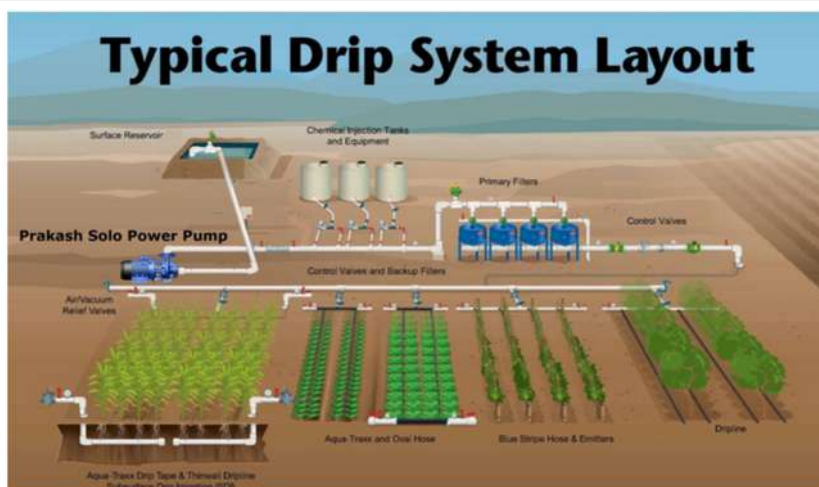 Typical Drip System Layout
Surface Reservoir
Chemical Injection Tanks
and Equipment
Primary Filters
Control Valves
Prakash Solo Power Pump
Control Valves and Backup Filters
Air/Vacuum
Relief Valves
Aqua-Traxx and Oval Hose
Blue Stripe Hose & Emitters
Dripline
Aqua-Traxx Drip Tape & Thinwall Dripline